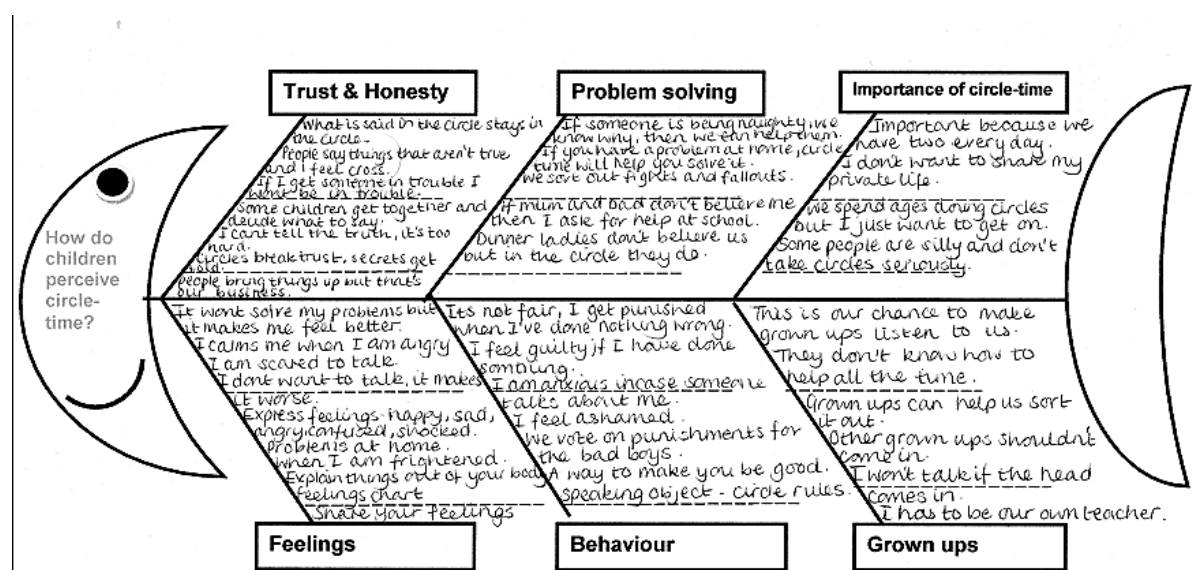 How do
children
perceive
circle-
time?
Trust & Honesty
What is said in the circle stays in
the circle..
People say things that aren't true
and I feel cross.
If I get someone in trouble I
wont be in trouble.
Some children get together and
decide what to say.
I cant tell the truth, it's too
hard.
Circles break trust, secrets get
told.
people bring things up but that's
our business.
Problem solving
If someone is being naughty, we
know why, then we can help them.
If you have a problem at home, circle
time will help you solve it.
We sort out fights and fallouts.
If mum and dad don't believe me
then I ask for help at school.
Dinner ladies don't believe us
but in the circle they do.
Importance of circle-time
Important because we
have two every day.
I don't want to share my
private life.
We spend ages doing circles
but I just want to get on.
Some people are silly and don't
take circles seriously.
It wont solve my problems but
it makes me feel better.
I calms me when I am angry
I am scared to talk.
I dont want to talk, it makes
it worse.
Express feelings-happy, sad,
angry, confused, shocked.
Problems at home.
when I am frightened.
Explain things out of your body
feelings chart
Share your feelings
Feelings
Its not fair, I get punished
when I've done nothing wrong.
I feel guilty if I have done
somthing.
I am anxious incase someone
talks about me.
I feel ashamed.
We vote on punishments for
the bad boys.
A way to make you be good.
speaking object - circle rules.
Behaviour
This is our chance to make
grown ups listen to us.
They don't know how to
help all the time.
Grown ups can help us sort
it out.
Other grown ups shouldn't
come in.
I won't talk if the head
comes in.
I has to be our own teacher.
Grown ups